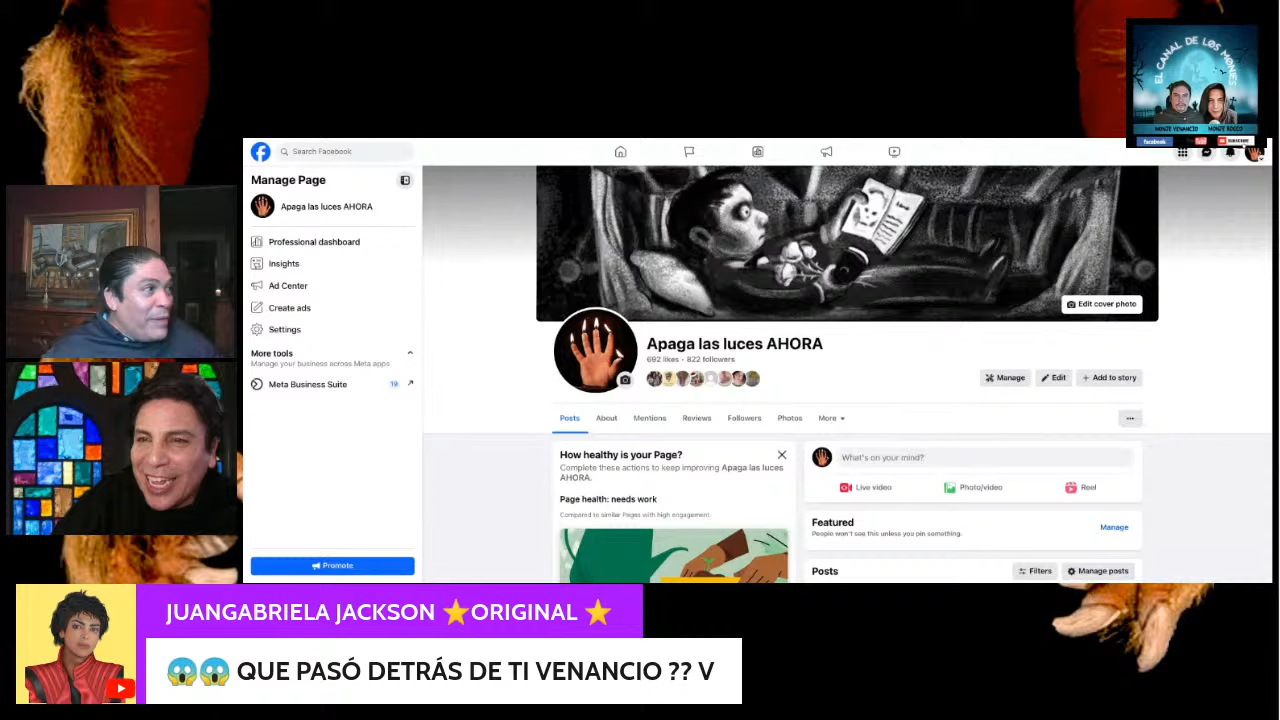 EL CANAL DE LOS MONJES
MONJE VENANCIO MONJE ROCCO
facebook
SUBSCRIBE
Search Facebook
Manage Page
Apaga las luces AHORA
Professional dashboard
Insights
Ad Center
Create ads
Settings
More tools
Manage your business across Meta apps
Meta Business Suite 19
Promote
Edit cover photo
Apaga las luces AHORA
692 likes • 822 followers
Manage Edit + Add to story
Posts About Mentions Reviews Followers Photos More
How healthy is your Page?
Complete these actions to keep improving Apaga las luces
AHORA.
Page health: needs work
Compared to similar Pages with high engagement.
What's on your mind?
Live video Photo/video Reel
Featured Manage
People won't see this unless you pin something.
Posts Filters Manage posts
JUANGABRIELA JACKSON ⭐ORIGINAL ⭐
😱😱 QUE PASÓ DETRÁS DE TI VENANCIO ?? V